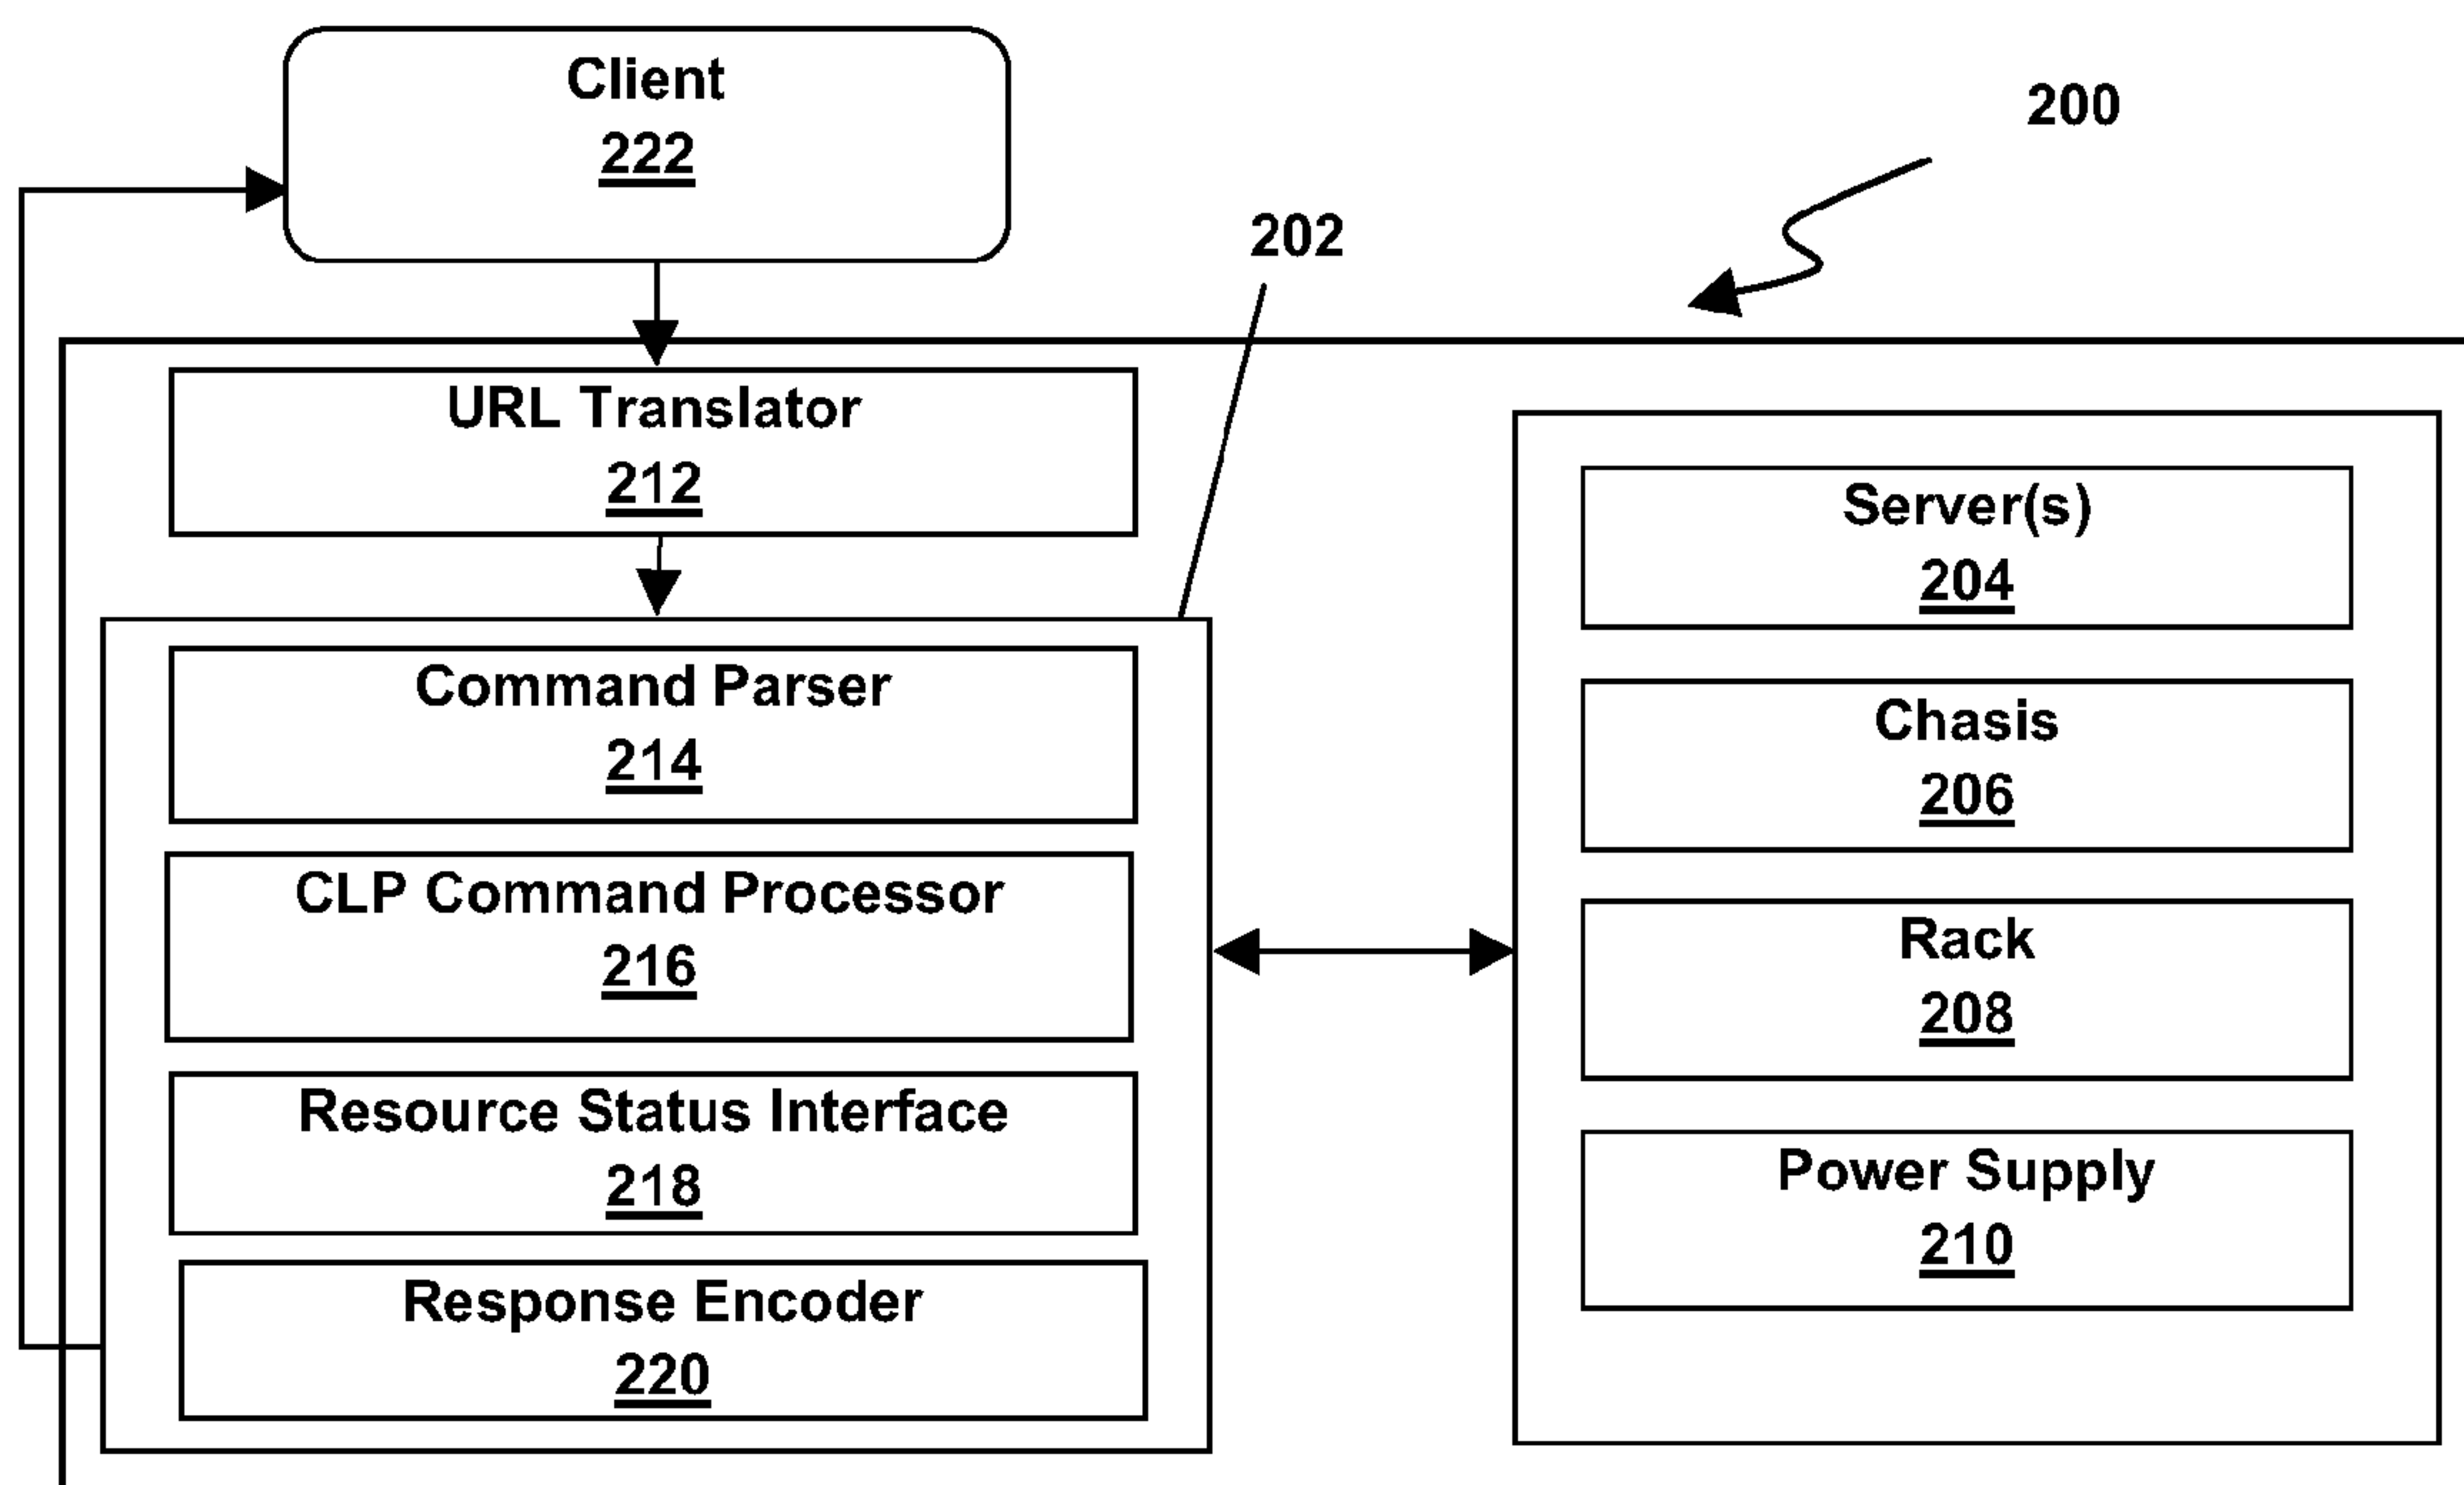 Client
222
200
202
URL Translator
212
Command Parser
214
CLP Command Processor
216
Resource Status Interface
218
Response Encoder
220
Server(s)
204
Chasis
206
Rack
208
Power Supply
210